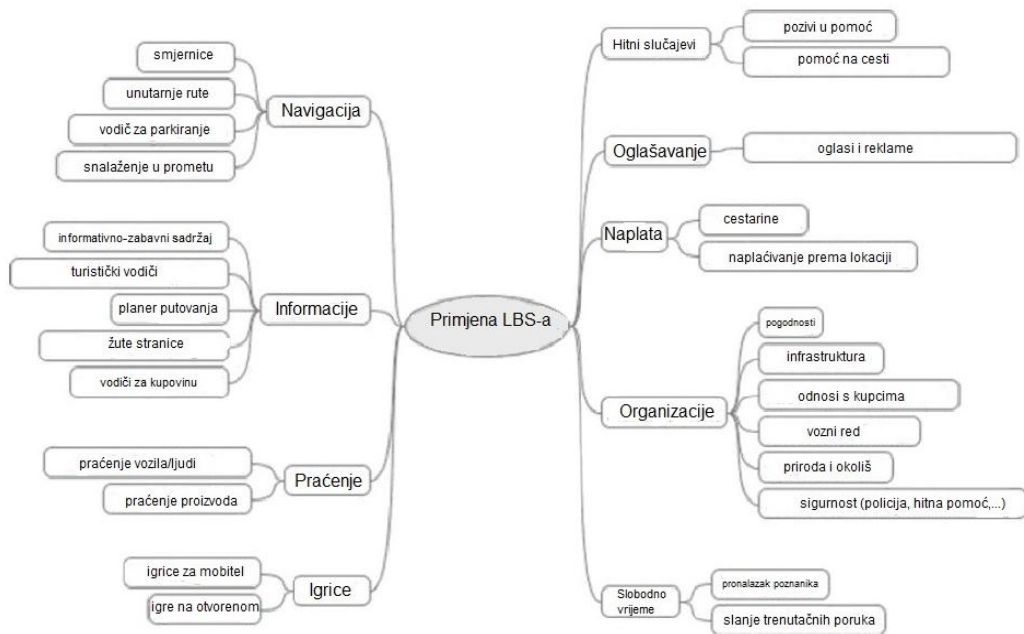 Primjena LBS-a
Navigacija
smjernice
unutarnje rute
vodič za parkiranje
snalaženje u prometu
Informacije
informativno-zabavni sadržaj
turistički vodiči
planer putovanja
žute stranice
vodiči za kupovinu
Praćenje
praćenje vozila/ljudi
praćenje proizvoda
Igrice
igrice za mobitel
igre na otvorenom
Hitni slučajevi
pozivi u pomoć
pomoć na cesti
Oglašavanje
oglasi i reklame
Naplata
cestarine
naplaćivanje prema lokaciji
Organizacije
pogodnosti
infrastruktura
odnosi s kupcima
vozni red
priroda i okoliš
sigurnost (policija, hitna pomoć,...)
Slobodno
vrijeme
pronalazak poznanika
slanje trenutačnih poruka